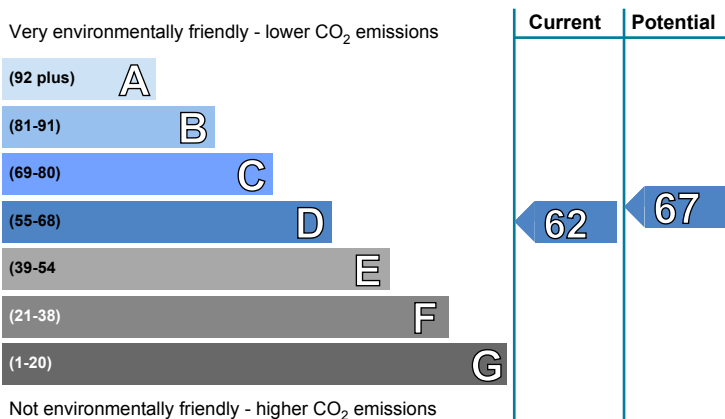 Very environmentally friendly - lower CO₂ emissions
Current Potential
(92 plus) A
(81-91) B
(69-80) C
(55-68) D
62 67
(39-54 E
(21-38) F
(1-20) G
Not environmentally friendly - higher CO₂ emissions